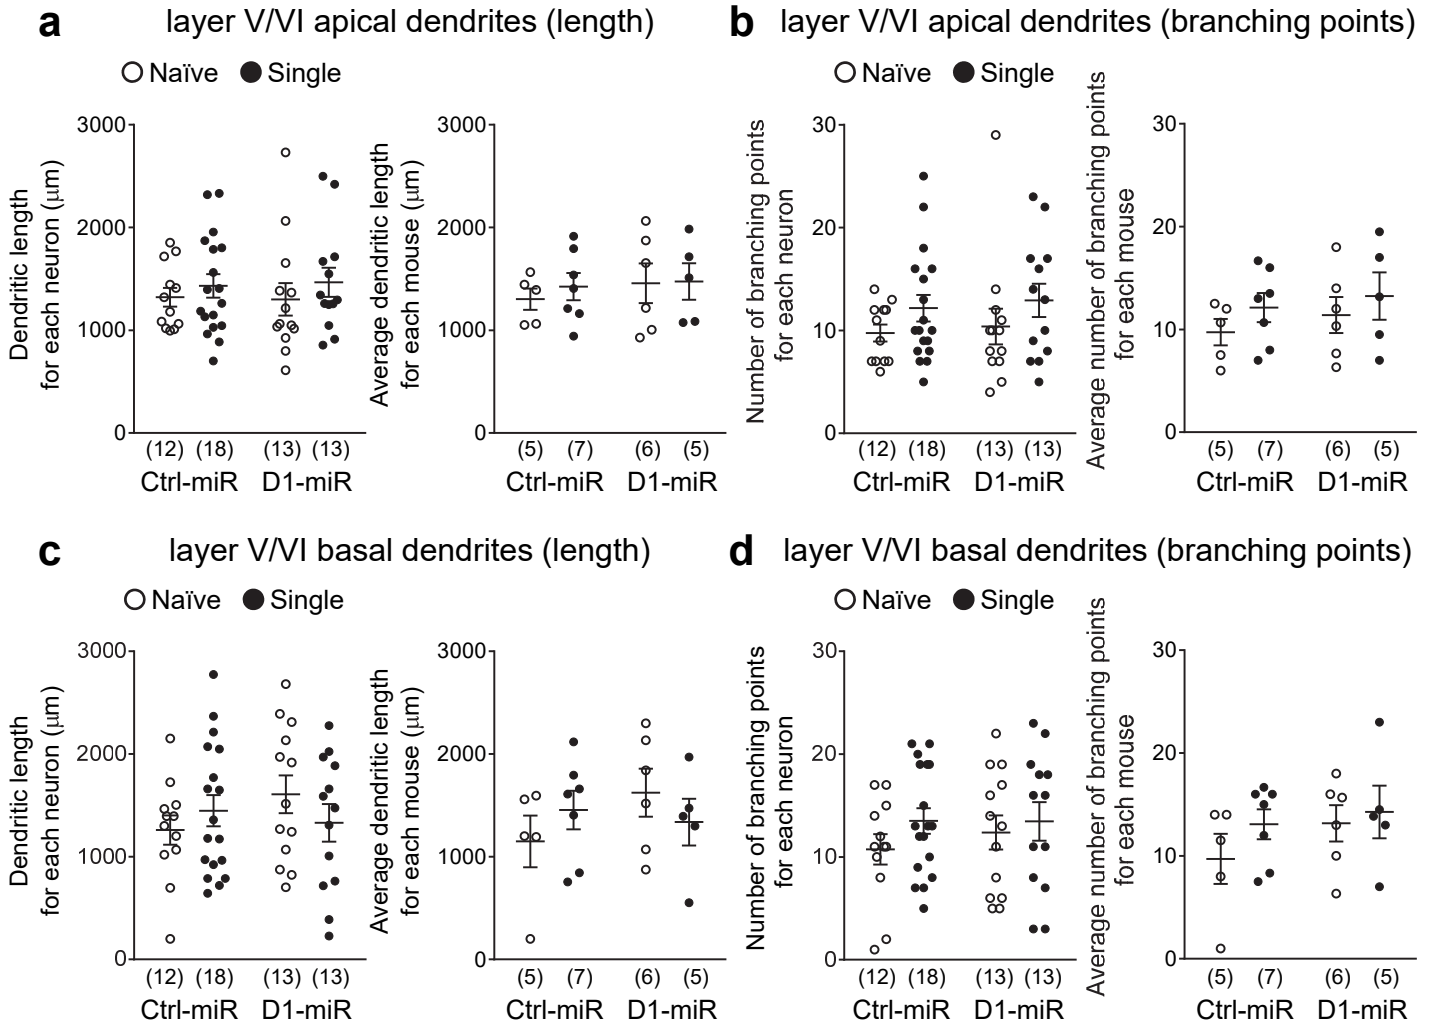 a layer V/VI apical dendrites (length)
Naïve Single
Dendritic length
for each neuron (μm)
3000
2000
1000
0
(12) (18) (13) (13)
Ctrl-miR D1-miR
Average dendritic length
for each mouse (μm)
3000
2000
1000
0
(5) (7) (6) (5)
Ctrl-miR D1-miR
b layer V/VI apical dendrites (branching points)
Naïve Single
Number of branching points
for each neuron
30
20
10
0
(12) (18) (13) (13)
Ctrl-miR D1-miR
Average number of branching points
for each mouse
30
20
10
0
(5) (7) (6) (5)
Ctrl-miR D1-miR
c layer V/VI basal dendrites (length)
Naïve Single
Dendritic length
for each neuron (μm)
3000
2000
1000
0
(12) (18) (13) (13)
Ctrl-miR D1-miR
Average dendritic length
for each mouse (μm)
3000
2000
1000
0
(5) (7) (6) (5)
Ctrl-miR D1-miR
d layer V/VI basal dendrites (branching points)
Naïve Single
Number of branching points
for each neuron
30
20
10
0
(12) (18) (13) (13)
Ctrl-miR D1-miR
Average number of branching points
for each mouse
30
20
10
0
(5) (7) (6) (5)
Ctrl-miR D1-miR